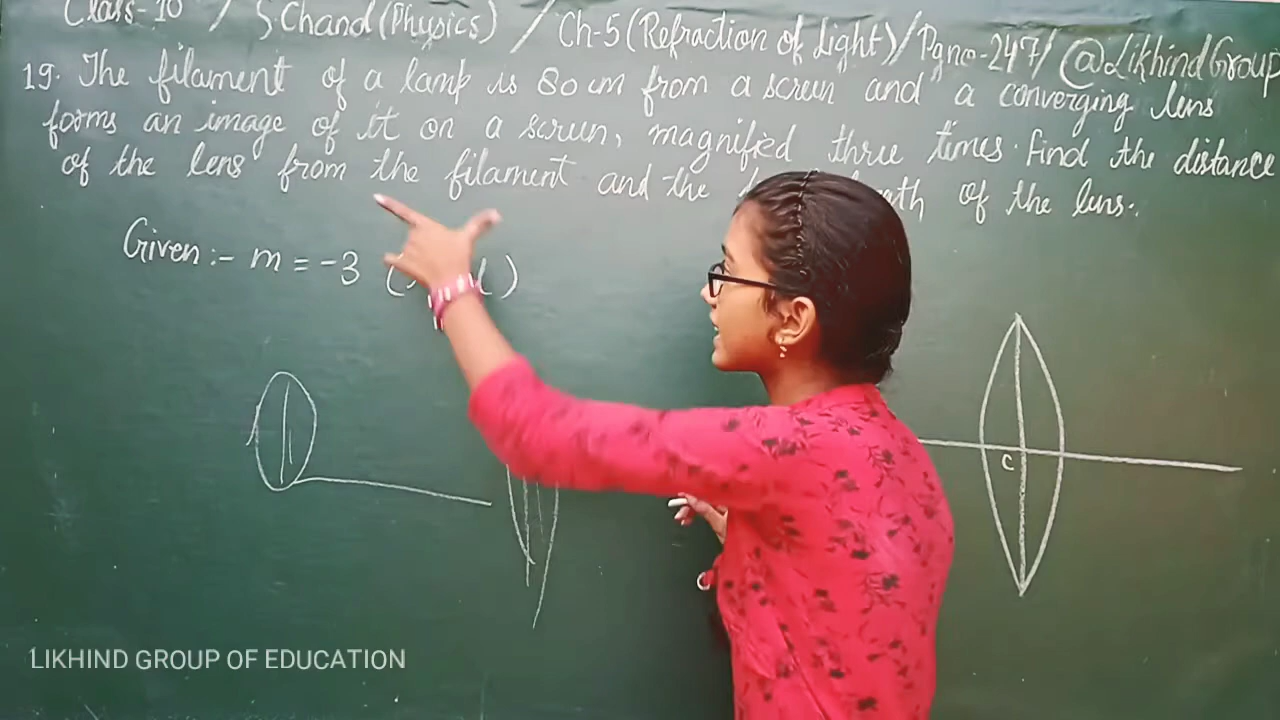 Class-10 / S Chand (Physics) / Ch-5 (Refraction of Light) / Pg no-247 / @LikhindGroup
19. The filament of a lamp is 80 cm from a screen and a converging lens
forms an image of it on a screen, magnified three times. Find the distance
of the lens from the filament and the of the lens.
Given :- m = -3
C
LIKHIND GROUP OF EDUCATION